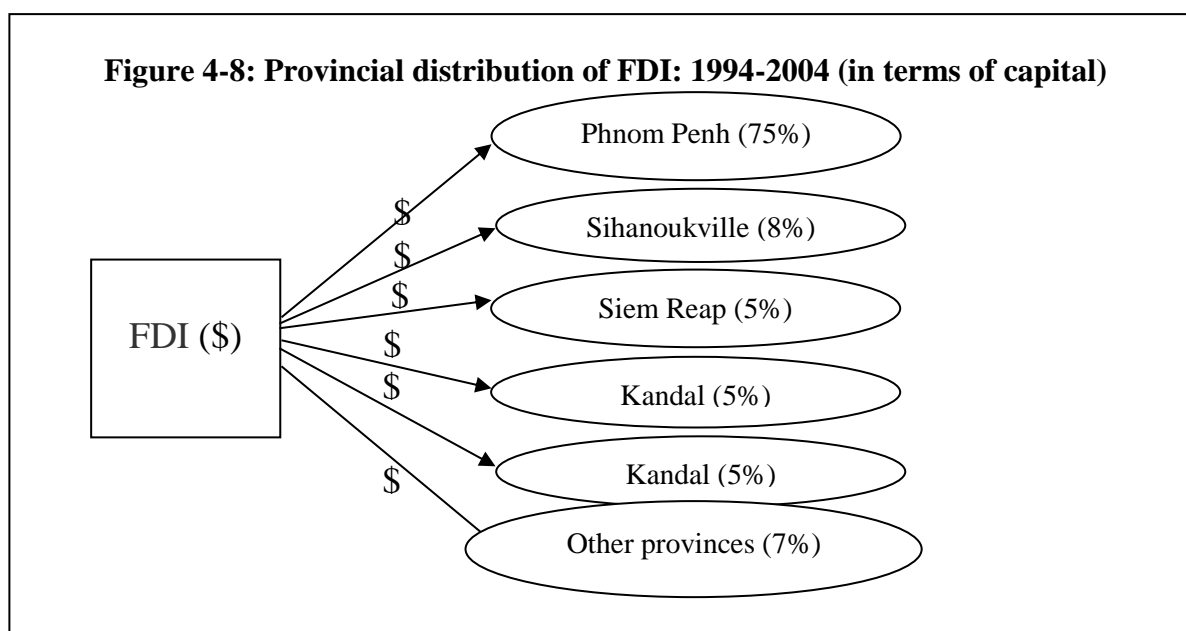 Figure 4-8: Provincial distribution of FDI: 1994-2004 (in terms of capital)
Phnom Penh (75%)
$
Sihanoukville (8%)
$
$
Siem Reap (5%)
FDI ($)
$
Kandal (5%)
$
Kandal (5%)
$
Other provinces (7%)